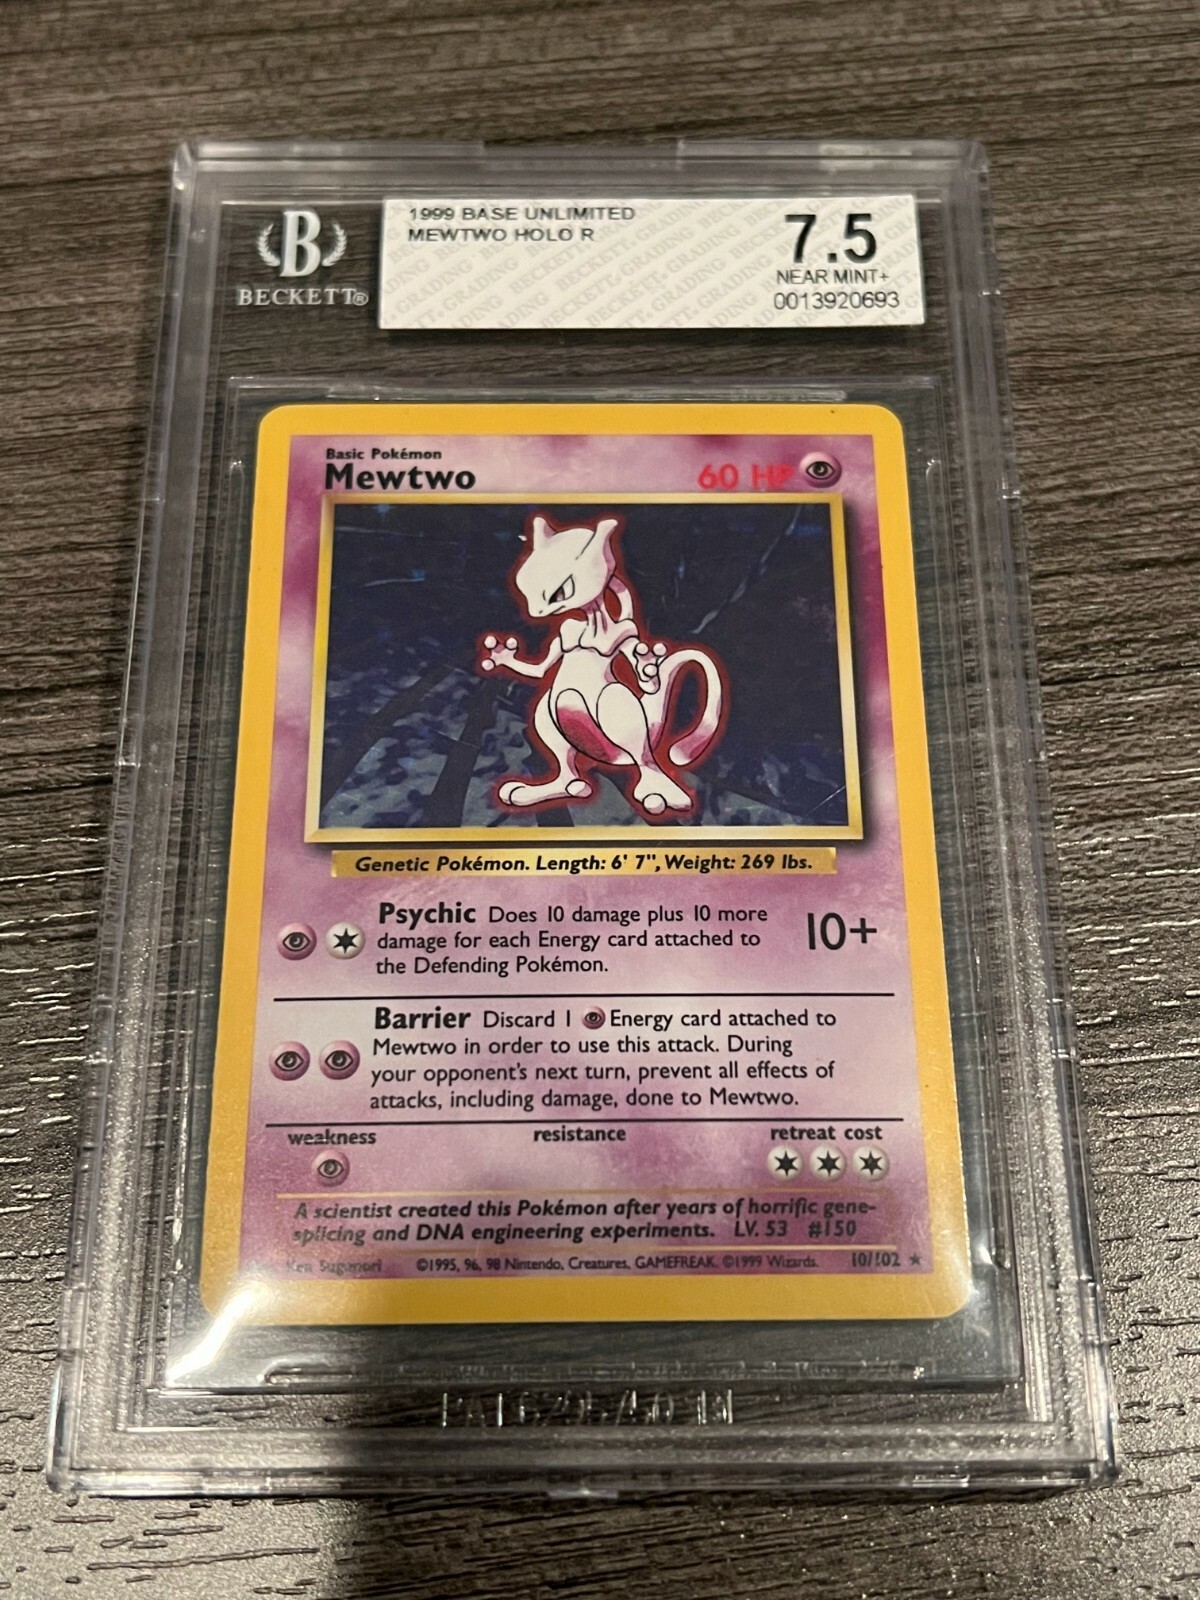 1999 BASE UNLIMITED
MEWTWO HOLO R
7.5
NEAR MINT+
0013920693
B
BECKETT®
Basic Pokémon
Mewtwo
60 HP
Genetic Pokémon. Length: 6' 7", Weight: 269 lbs.
Psychic Does 10 damage plus 10 more
damage for each Energy card attached to
the Defending Pokémon.
10+
Barrier Discard 1 Energy card attached to
Mewtwo in order to use this attack. During
your opponent's next turn, prevent all effects of
attacks, including damage, done to Mewtwo.
weakness
resistance
retreat cost
A scientist created this Pokémon after years of horrific gene-
splicing and DNA engineering experiments. LV. 53 #150
Ken Sugimori ©1995, 96, 98 Nintendo, Creatures, GAMEFREAK. ©1999 Wizards. 10/102 ★